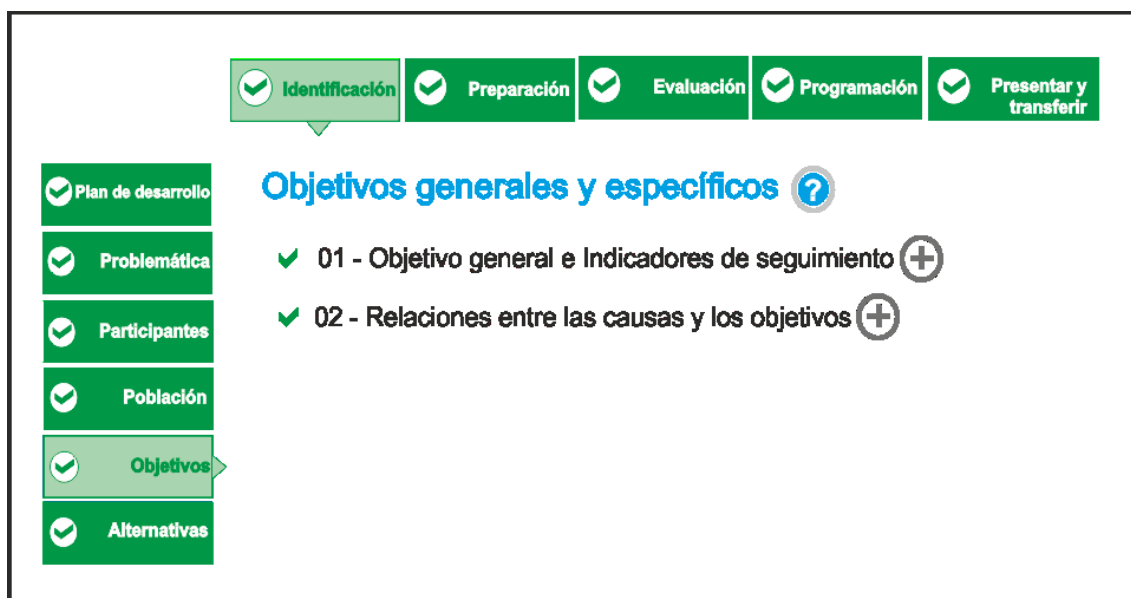 Identificación
Preparación
Evaluación
Programación
Presentar y
transferir
Plan de desarrollo
Problemática
Participantes
Población
Objetivos
Alternativas
Objetivos generales y específicos ?
01 - Objetivo general e Indicadores de seguimiento
02 - Relaciones entre las causas y los objetivos